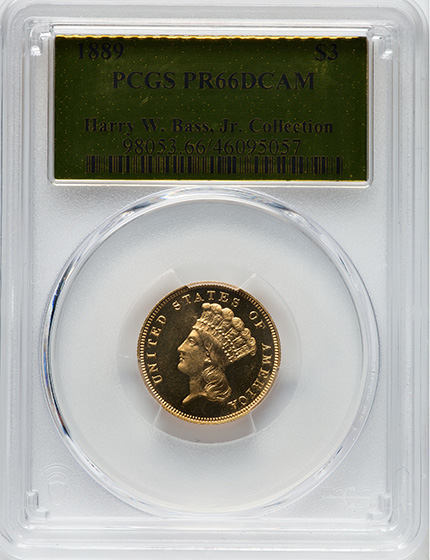 1889 $3
PCGS PR66DCAM
Harry W. Bass, Jr. Collection
98053.66/46095057
UNITED STATES OF AMERICA